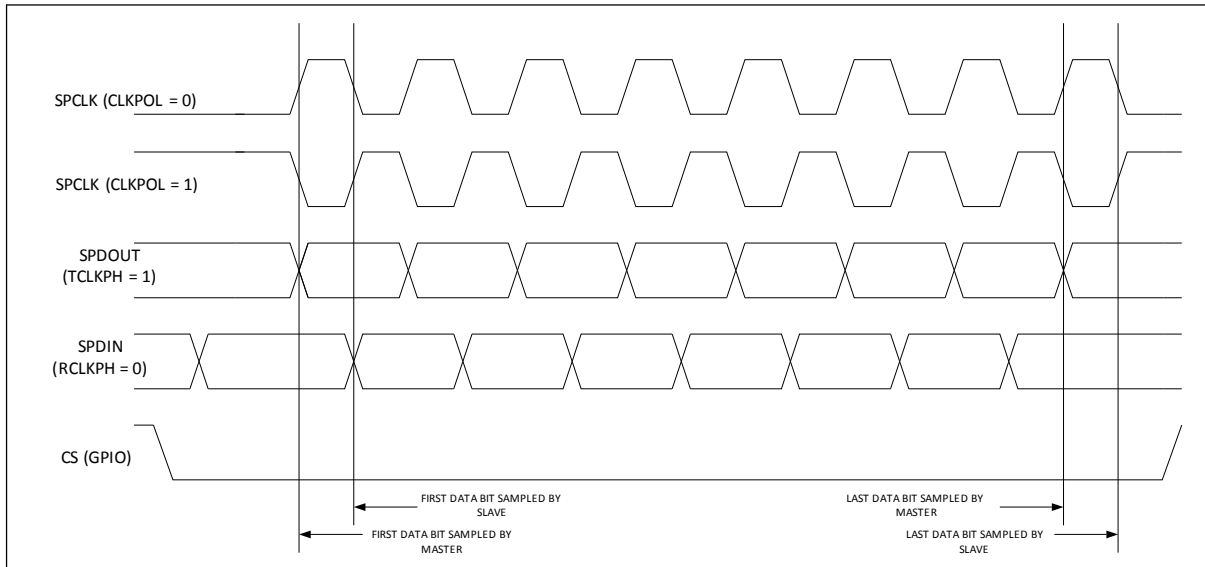 SPCLK (CLKPOL = 0)
SPCLK (CLKPOL = 1)
SPDOUT
(TCLKPH = 1)
SPDIN
(RCLKPH = 0)
CS (GPIO)
FIRST DATA BIT SAMPLED BY
SLAVE
LAST DATA BIT SAMPLED BY
MASTER
FIRST DATA BIT SAMPLED BY
MASTER
LAST DATA BIT SAMPLED BY
SLAVE